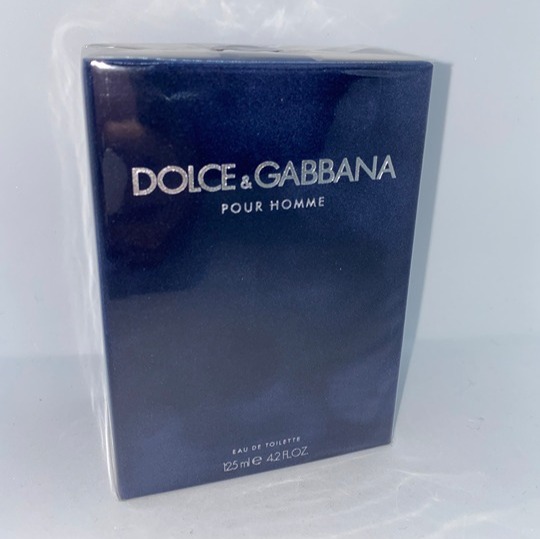 DOLCE & GABBANA
POUR HOMME
EAU DE TOILETTE
125 ml e 4.2 FL.OZ.